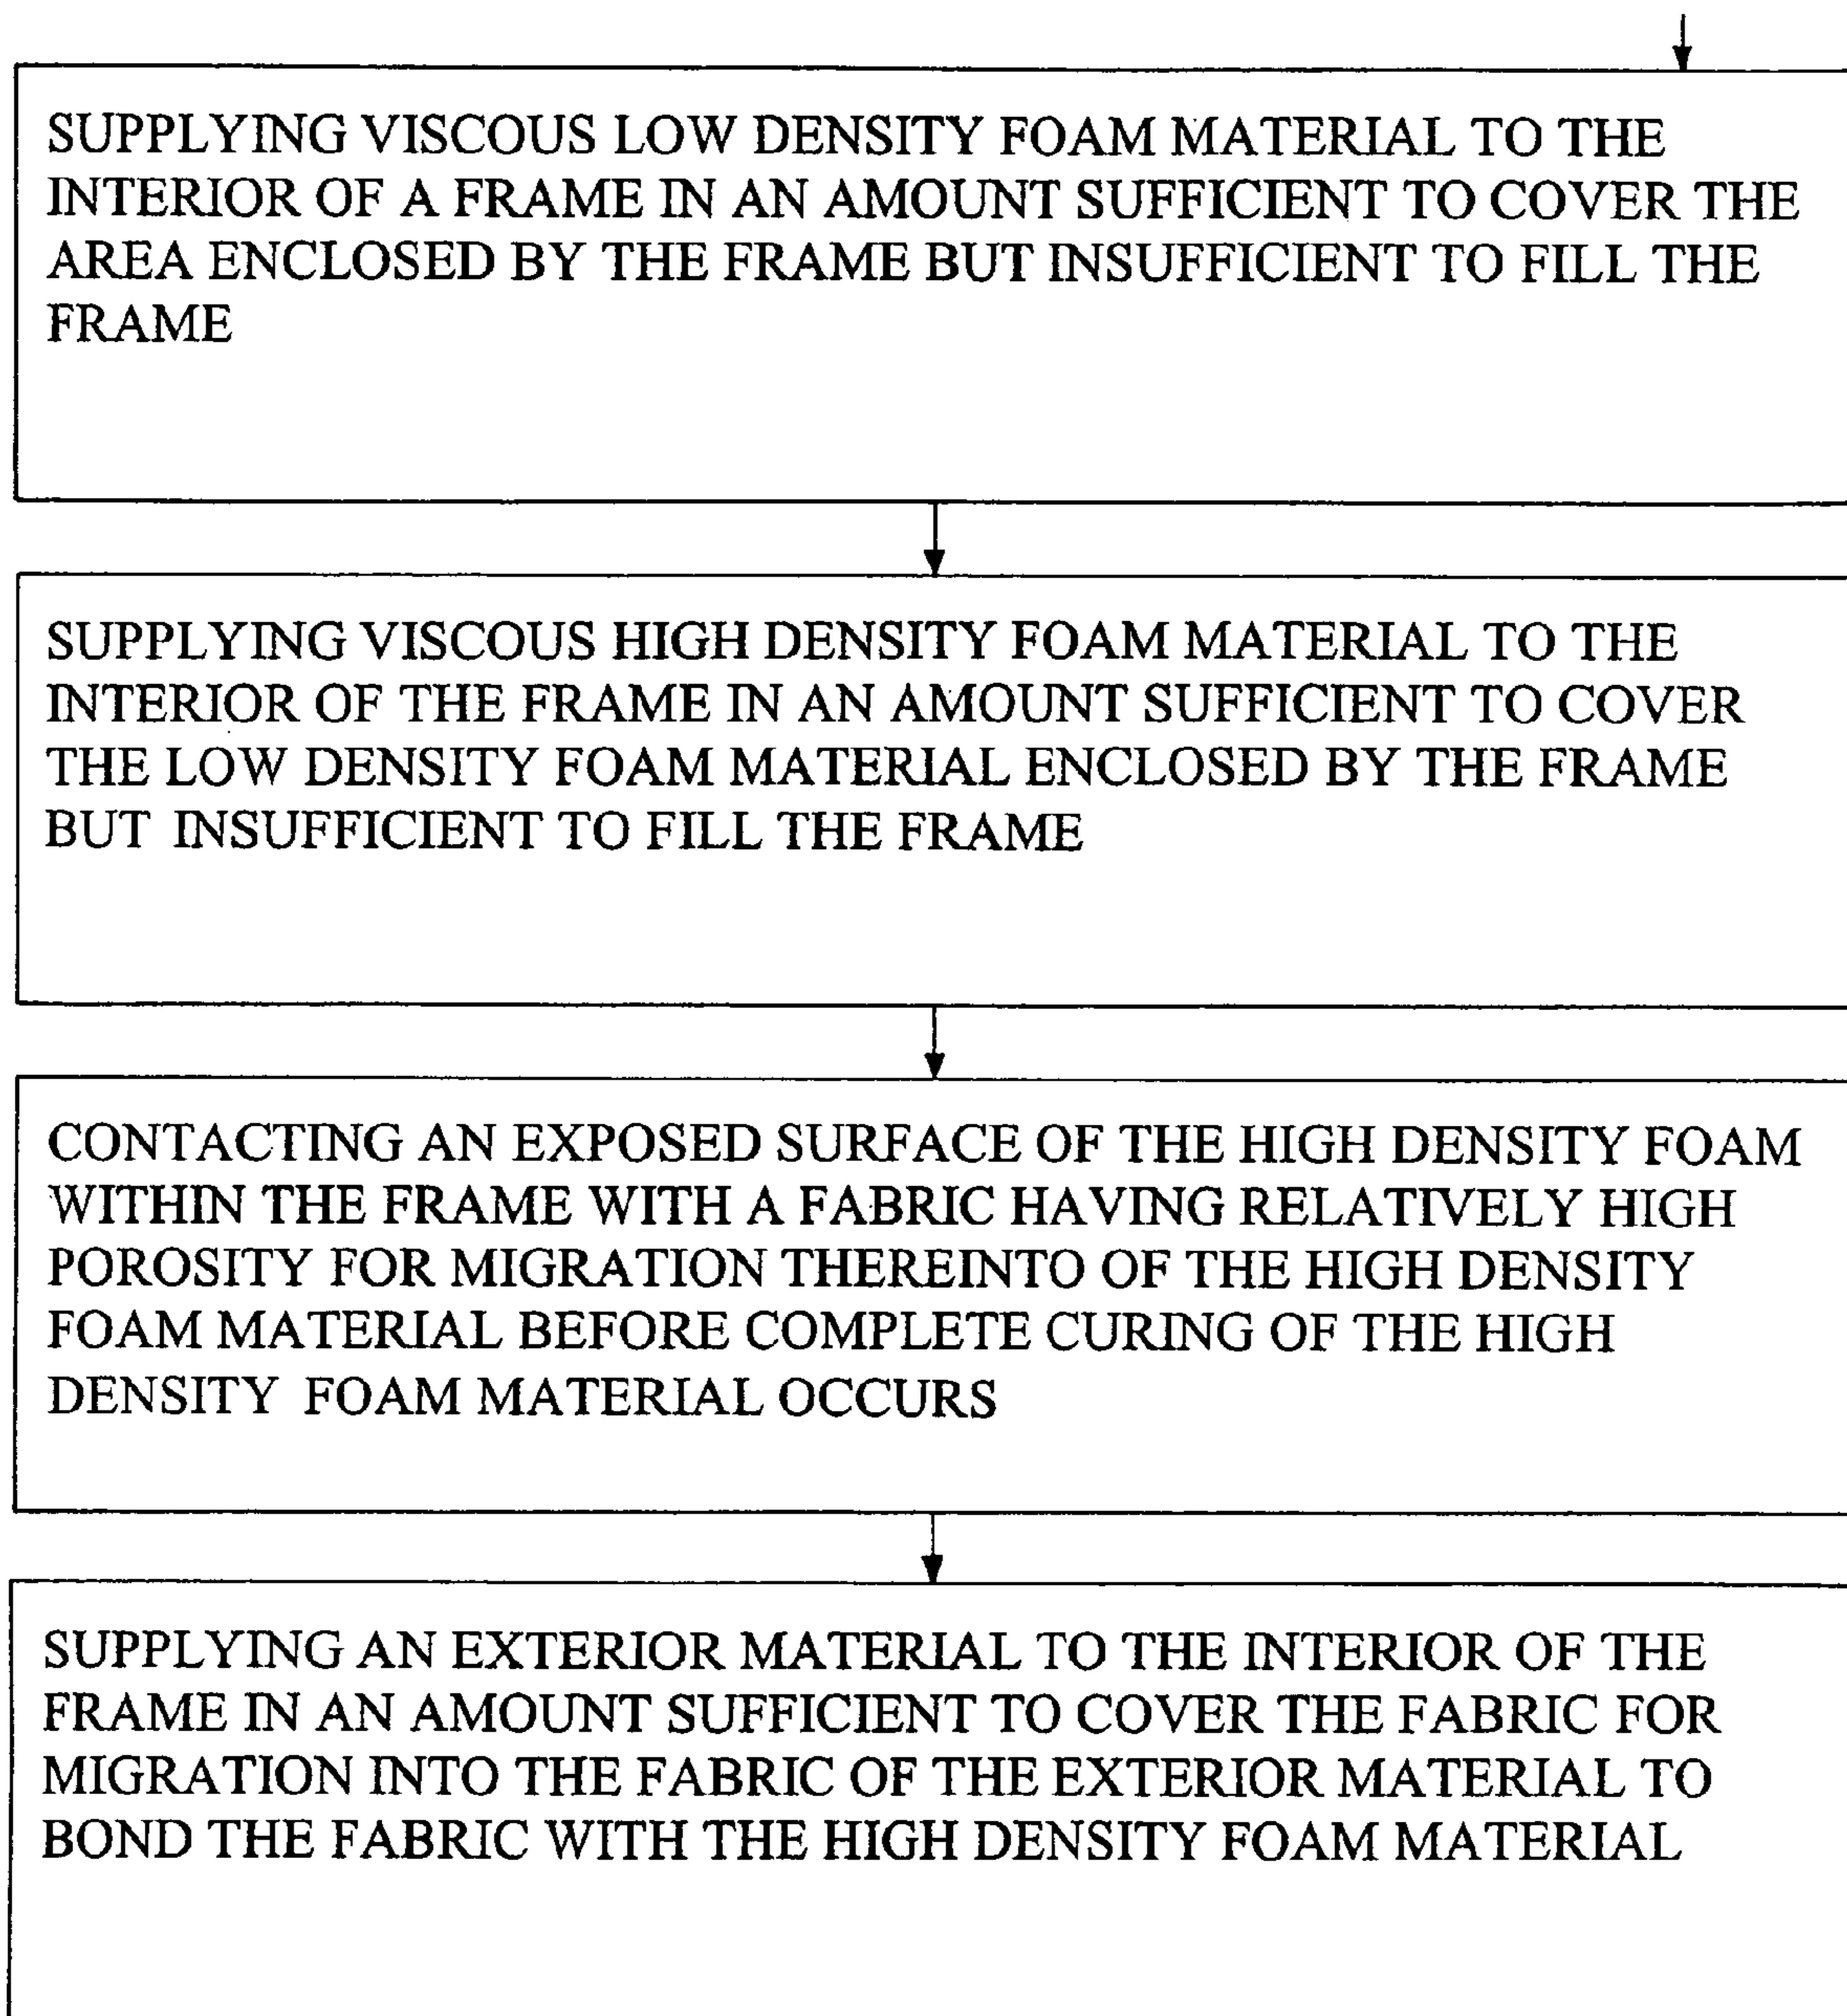 SUPPLYING VISCOUS LOW DENSITY FOAM MATERIAL TO THE
INTERIOR OF A FRAME IN AN AMOUNT SUFFICIENT TO COVER THE
AREA ENCLOSED BY THE FRAME BUT INSUFFICIENT TO FILL THE
FRAME
SUPPLYING VISCOUS HIGH DENSITY FOAM MATERIAL TO THE
INTERIOR OF THE FRAME IN AN AMOUNT SUFFICIENT TO COVER
THE LOW DENSITY FOAM MATERIAL ENCLOSED BY THE FRAME
BUT INSUFFICIENT TO FILL THE FRAME
CONTACTING AN EXPOSED SURFACE OF THE HIGH DENSITY FOAM
WITHIN THE FRAME WITH A FABRIC HAVING RELATIVELY HIGH
POROSITY FOR MIGRATION THEREINTO OF THE HIGH DENSITY
FOAM MATERIAL BEFORE COMPLETE CURING OF THE HIGH
DENSITY FOAM MATERIAL OCCURS
SUPPLYING AN EXTERIOR MATERIAL TO THE INTERIOR OF THE
FRAME IN AN AMOUNT SUFFICIENT TO COVER THE FABRIC FOR
MIGRATION INTO THE FABRIC OF THE EXTERIOR MATERIAL TO
BOND THE FABRIC WITH THE HIGH DENSITY FOAM MATERIAL